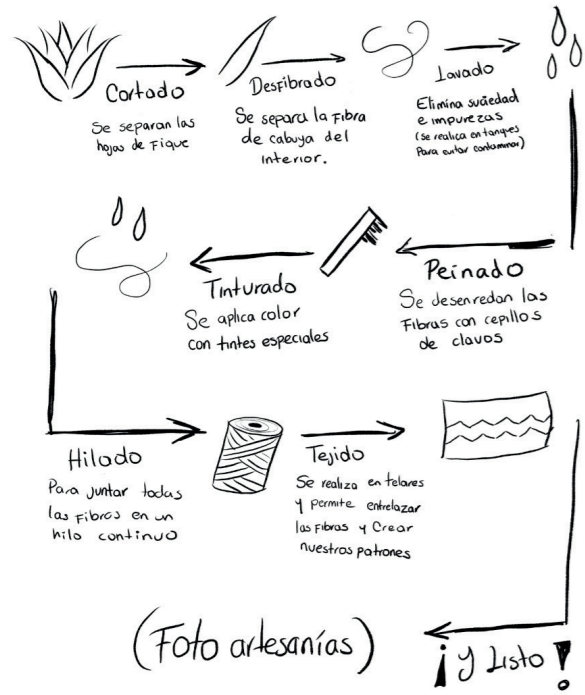 Cortado
Se separan las
hojas de Fique
Desfibrado
Se separa la Fibra
de cabuya del
interior.
Lavado
Elimina suciedad
e impurezas
(se realiza en tanques
Para evitar contaminar)
Peinado
Se desenredan las
Fibras con cepillos
de clavos
Tinturado
Se aplica color
con tintes especiales
Hilado
Para juntar todas
las Fibras en un
hilo continuo
Tejido
Se realiza en telares
y permite entrelazar
las Fibras y Crear
nuestros patrones
¡Y Listo!
(Foto artesanías)